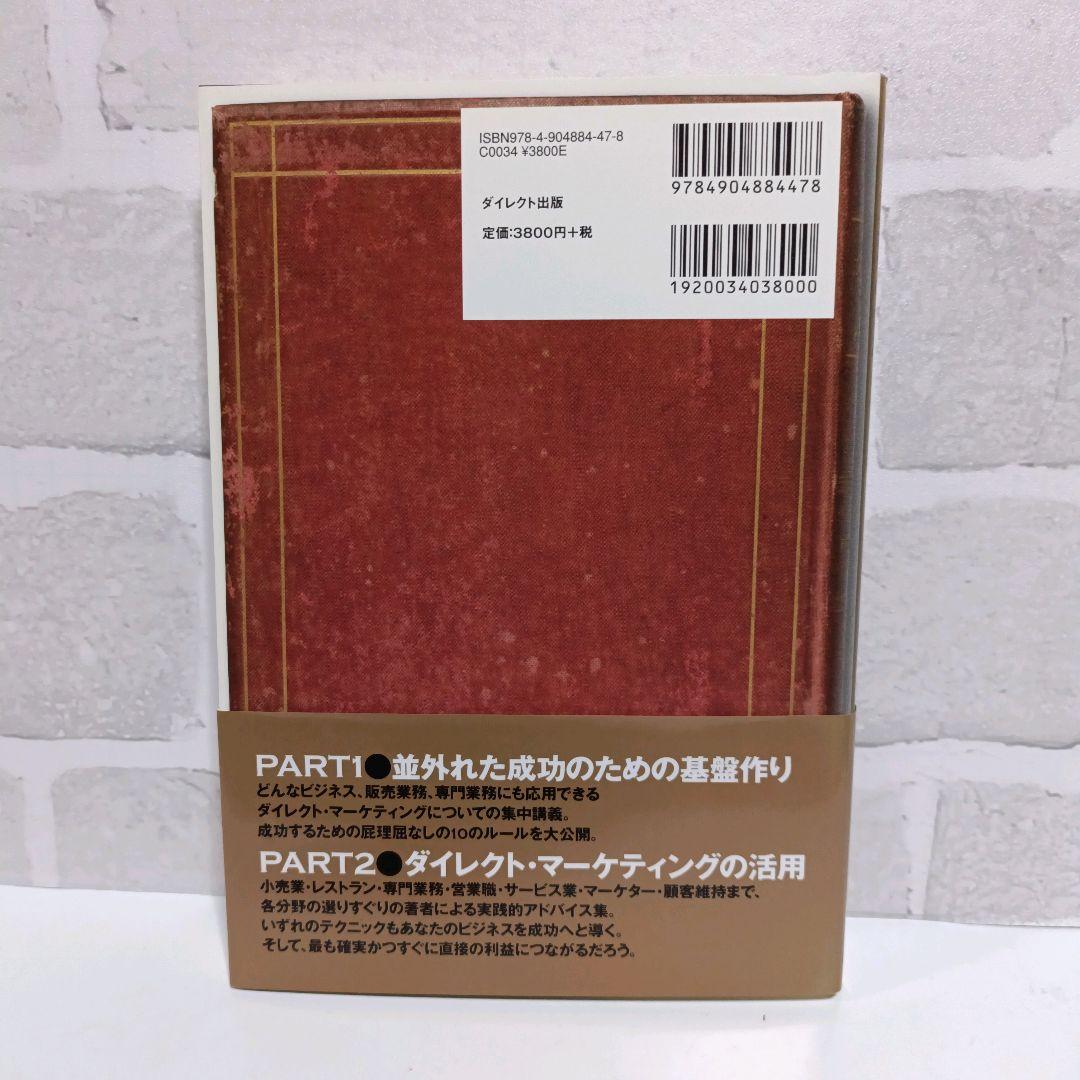 ISBN978-4-904884-47-8
C0034 ¥3800E
9784904884478
ダイレクト出版
定価:3800円+税
1920034038000
PART1●並外れた成功のための基盤作り
どんなビジネス、販売業務、専門業務にも応用できる
ダイレクト・マーケティングについての集中講義。
成功するための屁理屈なしの10のルールを大公開。
PART2●ダイレクト・マーケティングの活用
小売業・レストラン・専門業務・営業職・サービス業・マーケター・顧客維持まで、
各分野の選りすぐりの著者による実践的アドバイス集。
いずれのテクニックもあなたのビジネスを成功へと導く。
そして、最も確実かつすぐに直接の利益につながるだろう。